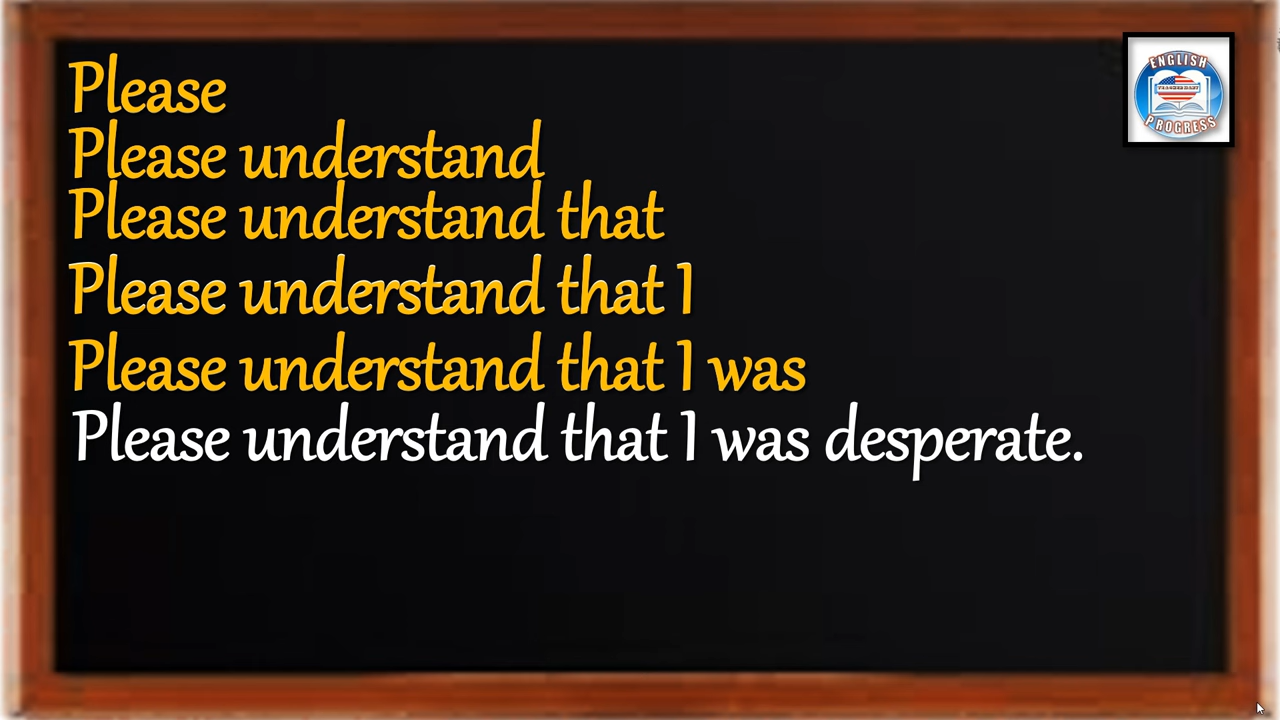 Please
Please understand
Please understand that
Please understand that I
Please understand that I was
Please understand that I was desperate.
ENGLISH
PROGRESS